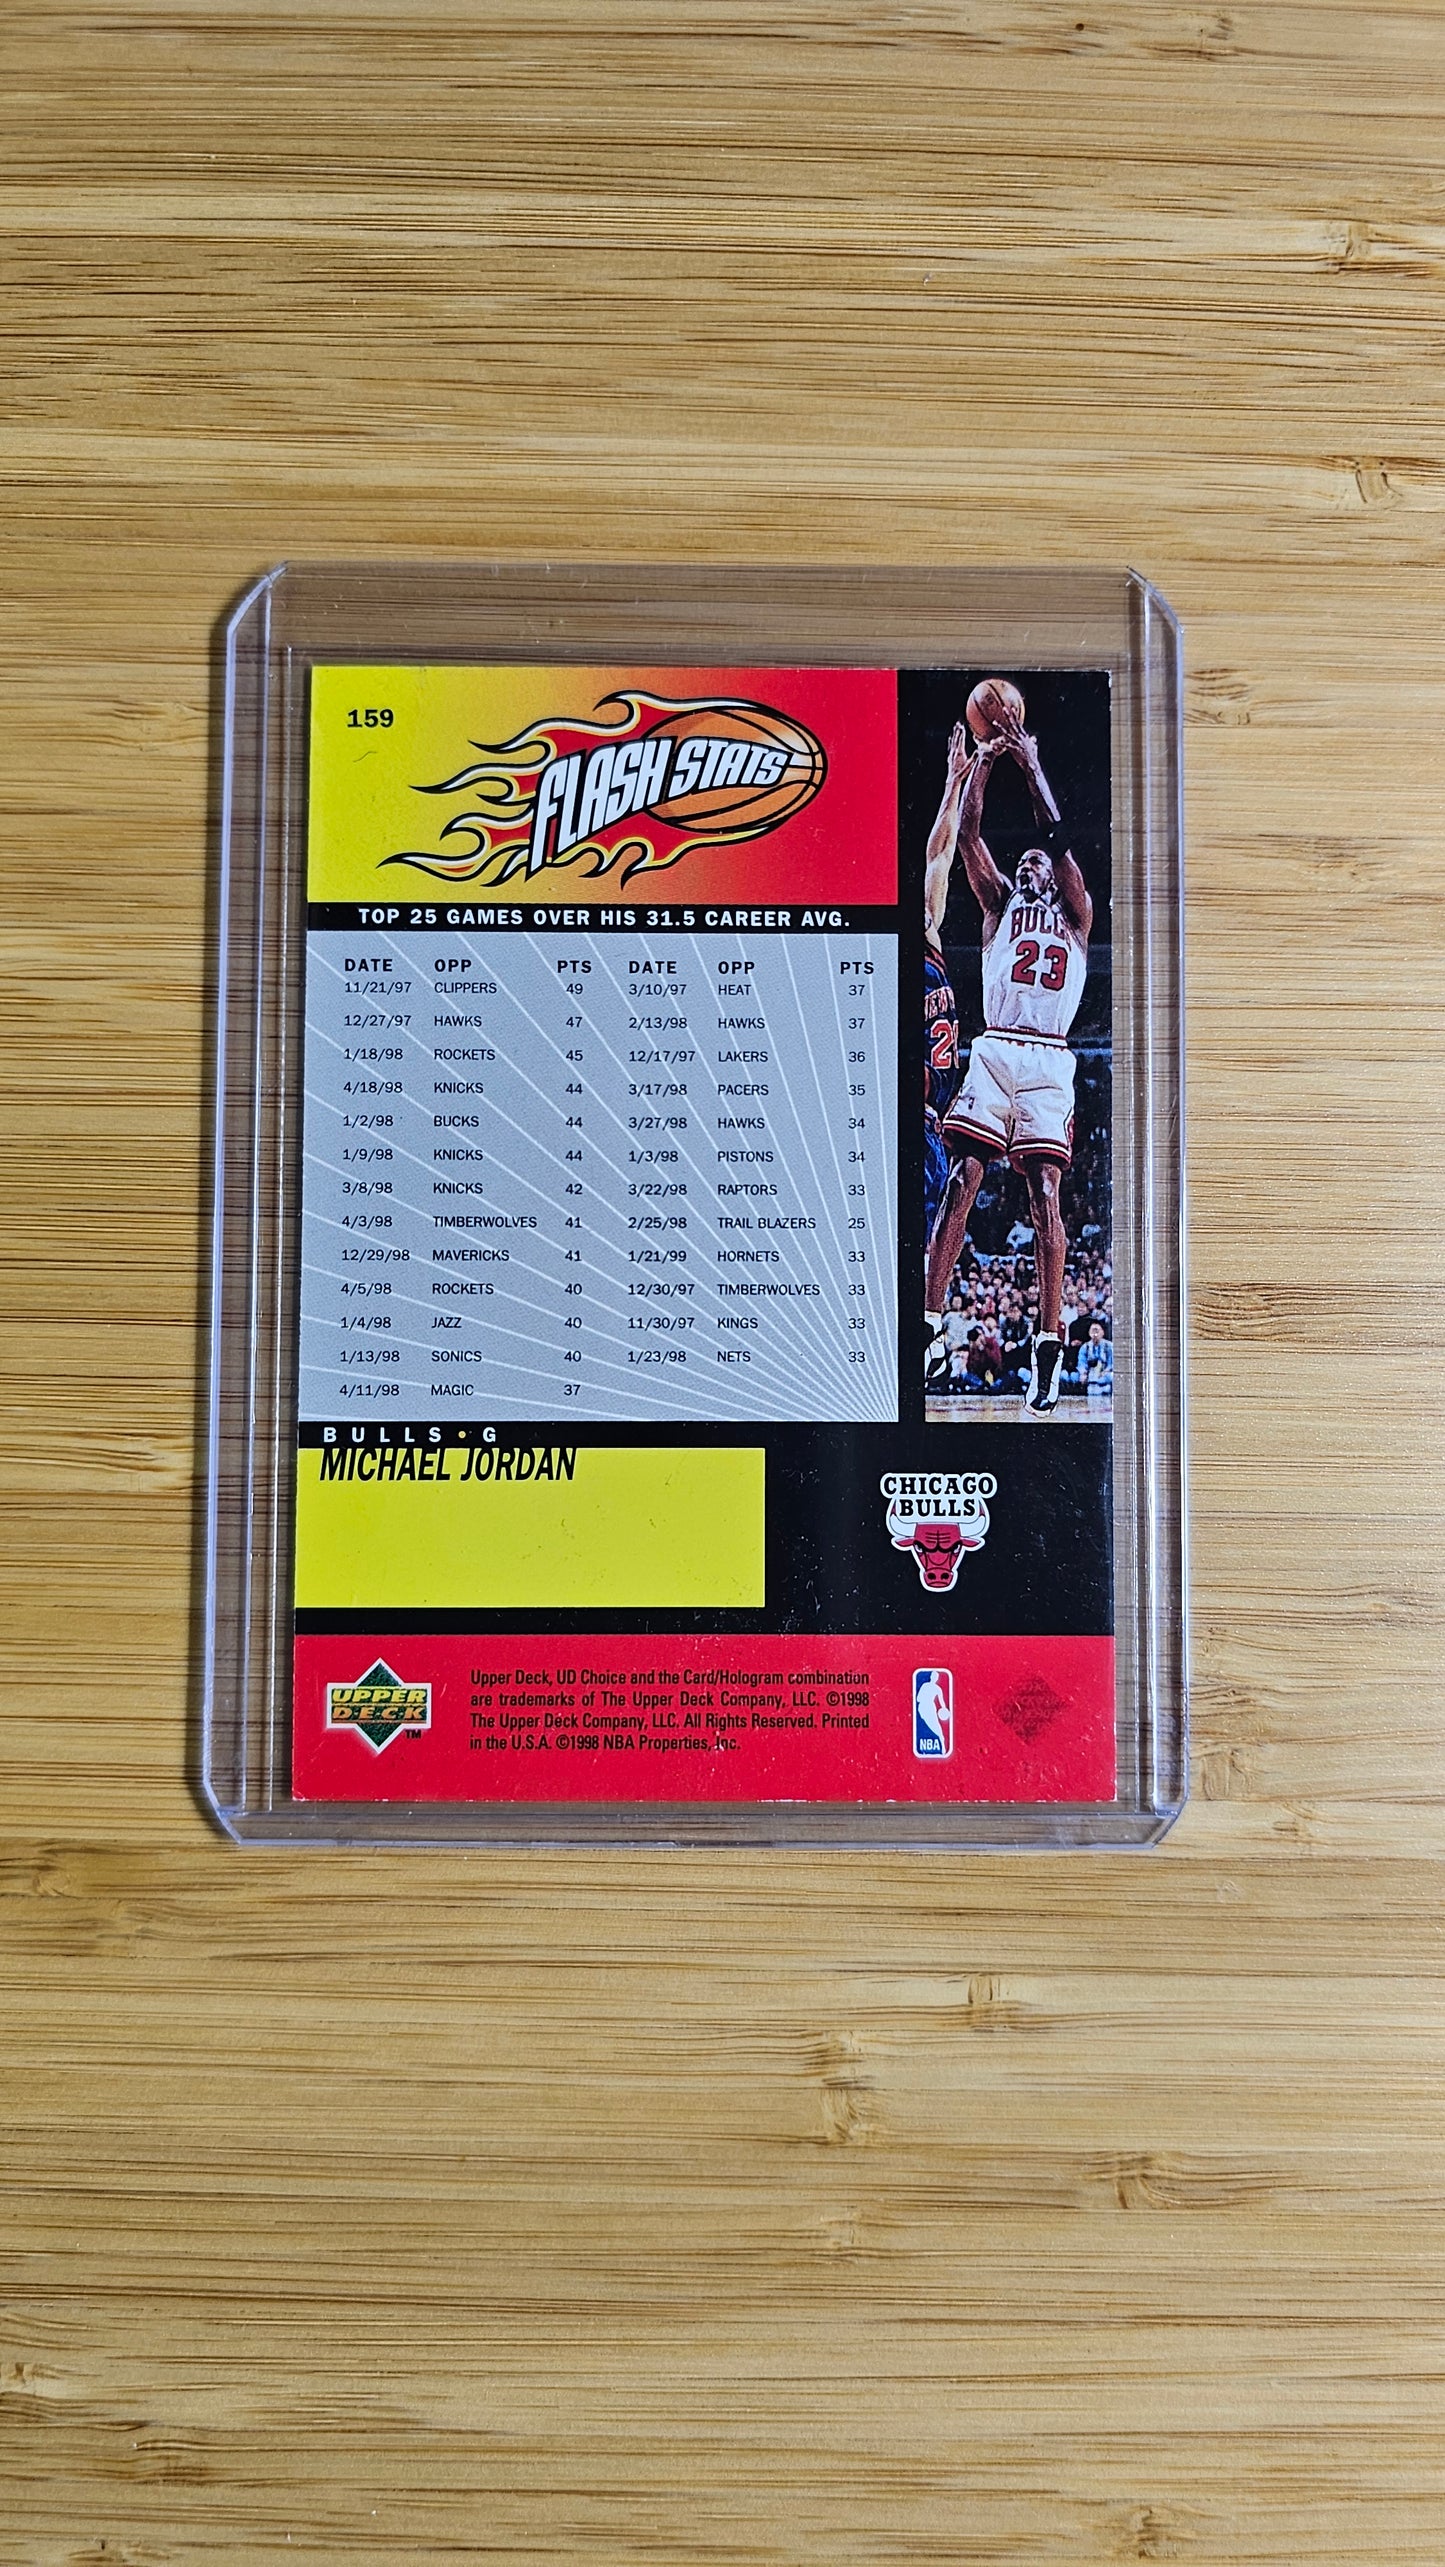 159
FLASH STATS
TOP 25 GAMES OVER HIS 31.5 CAREER AVG.
DATE OPP PTS DATE OPP PTS
11/21/97 CLIPPERS 49 3/10/97 HEAT 37
12/27/97 HAWKS 47 2/13/98 HAWKS 37
1/18/98 ROCKETS 45 12/17/97 LAKERS 36
4/18/98 KNICKS 44 3/17/98 PACERS 35
1/2/98 BUCKS 44 3/27/98 HAWKS 34
1/9/98 KNICKS 44 1/3/98 PISTONS 34
3/8/98 KNICKS 42 3/22/98 RAPTORS 33
4/3/98 TIMBERWOLVES 41 2/25/98 TRAIL BLAZERS 25
12/29/98 MAVERICKS 41 1/21/99 HORNETS 33
4/5/98 ROCKETS 40 12/30/97 TIMBERWOLVES 33
1/4/98 JAZZ 40 11/30/97 KINGS 33
1/13/98 SONICS 40 1/23/98 NETS 33
4/11/98 MAGIC 37
BULLS
23
BULLS • G
MICHAEL JORDAN
CHICAGO
BULLS
UPPER
DECK
TM
Upper Deck, UD Choice and the Card/Hologram combination
are trademarks of The Upper Deck Company, LLC. ©1998
The Upper Deck Company, LLC. All Rights Reserved. Printed
in the U.S.A. ©1998 NBA Properties, Inc.
NBA